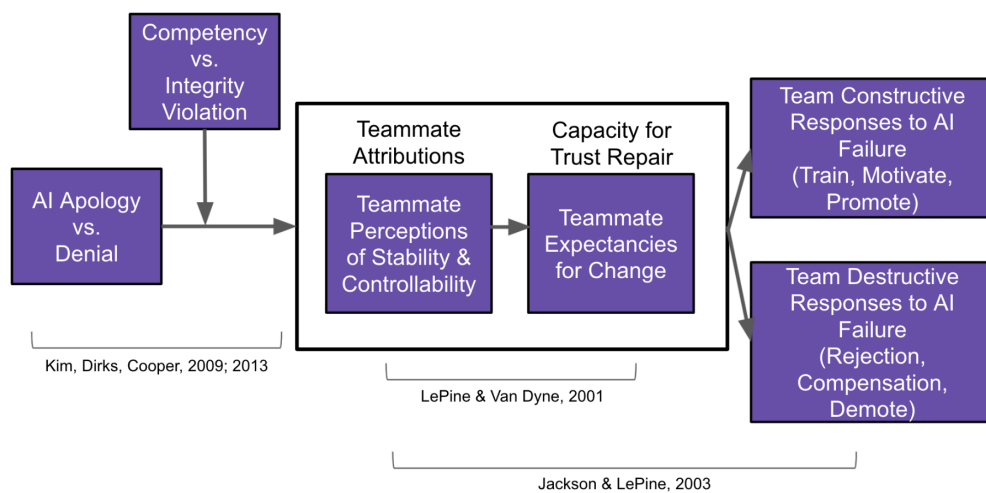 Competency
vs.
Integrity
Violation
AI Apology
vs.
Denial
Teammate
Attributions
Teammate
Perceptions
of Stability &
Controllability
Capacity for
Trust Repair
Teammate
Expectancies
for Change
Team Constructive
Responses to AI
Failure
(Train, Motivate,
Promote)
Team Destructive
Responses to AI
Failure
(Rejection,
Compensation,
Demote)
Kim, Dirks, Cooper, 2009; 2013
LePine & Van Dyne, 2001
Jackson & LePine, 2003